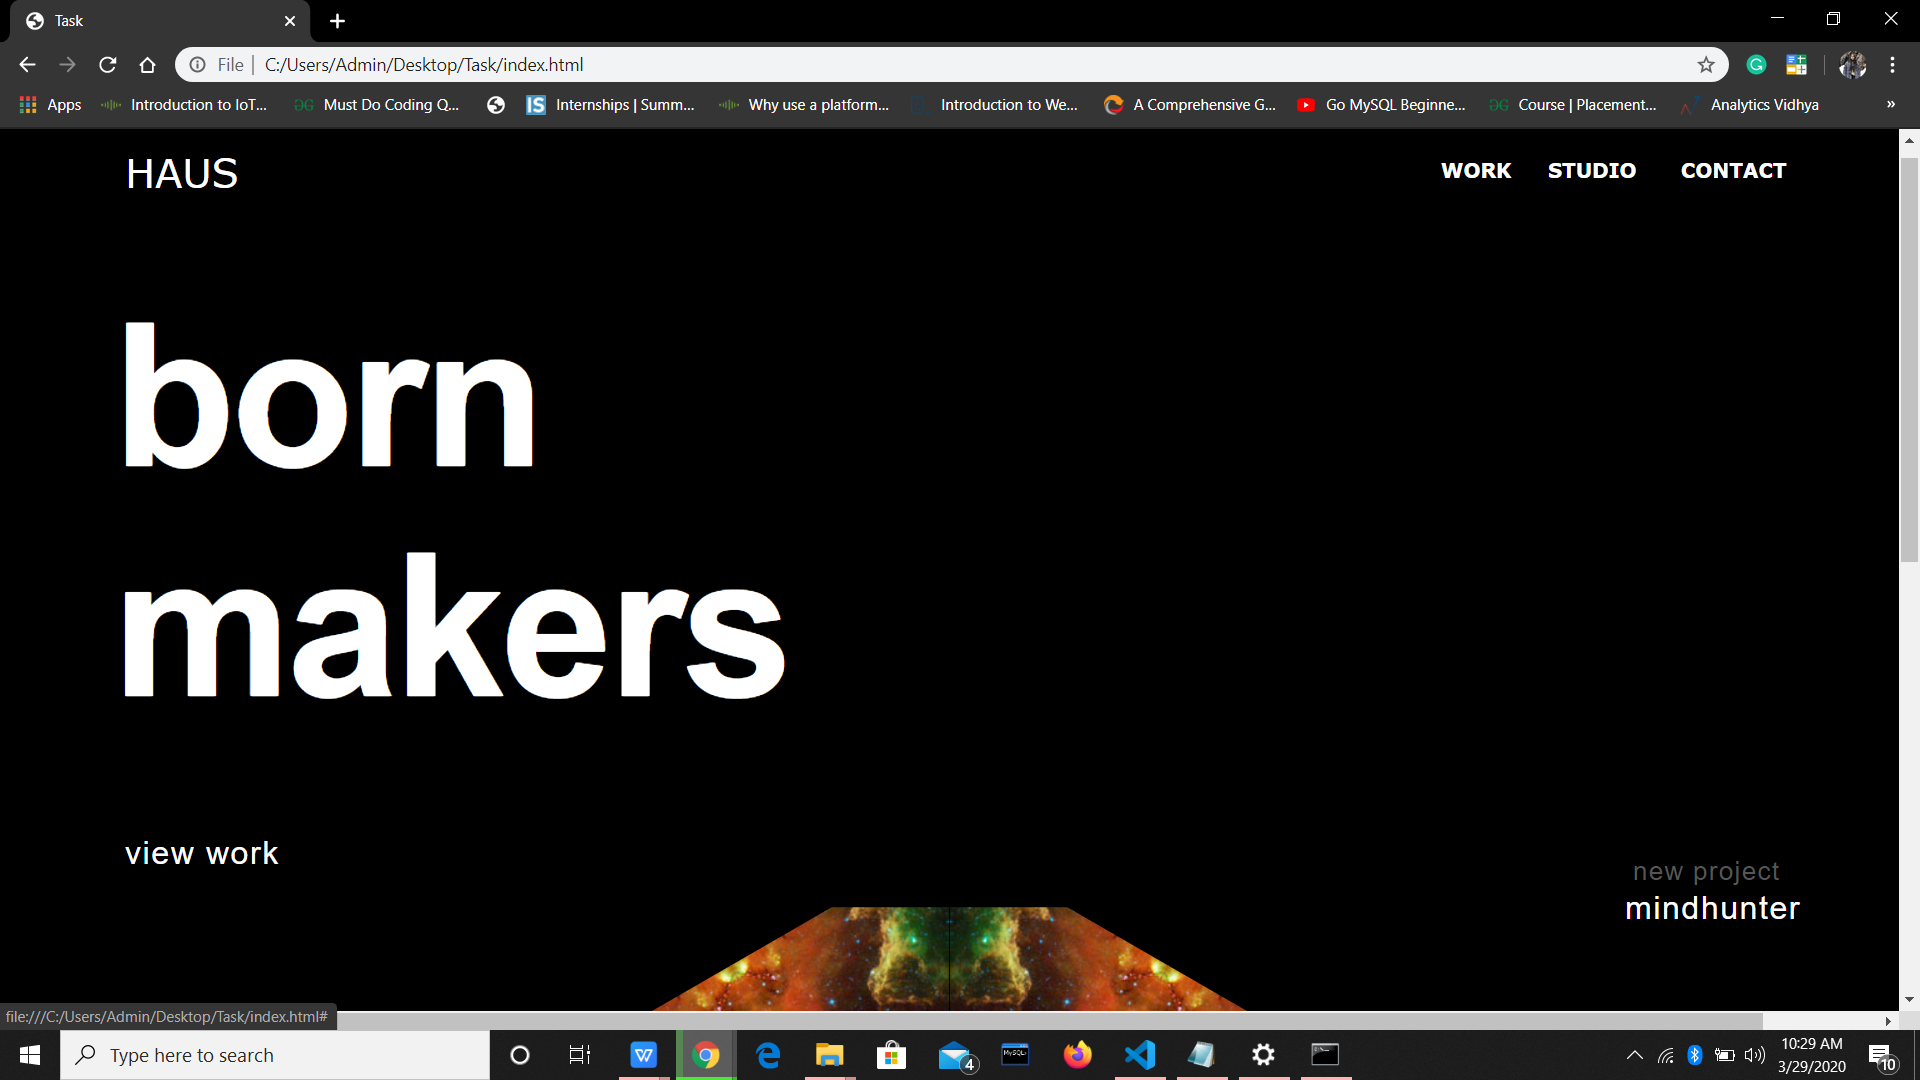 Task
File | C:/Users/Admin/Desktop/Task/index.html
Apps Introduction to IoT... Must Do Coding Q... Internships | Summ... Why use a platform... Introduction to We... A Comprehensive G... Go MySQL Beginne... Course | Placement... Analytics Vidhya »
HAUS WORK STUDIO CONTACT
born
makers
view work
new project
mindhunter
file:///C:/Users/Admin/Desktop/Task/index.html#
Type here to search
10:29 AM
3/29/2020
4
10